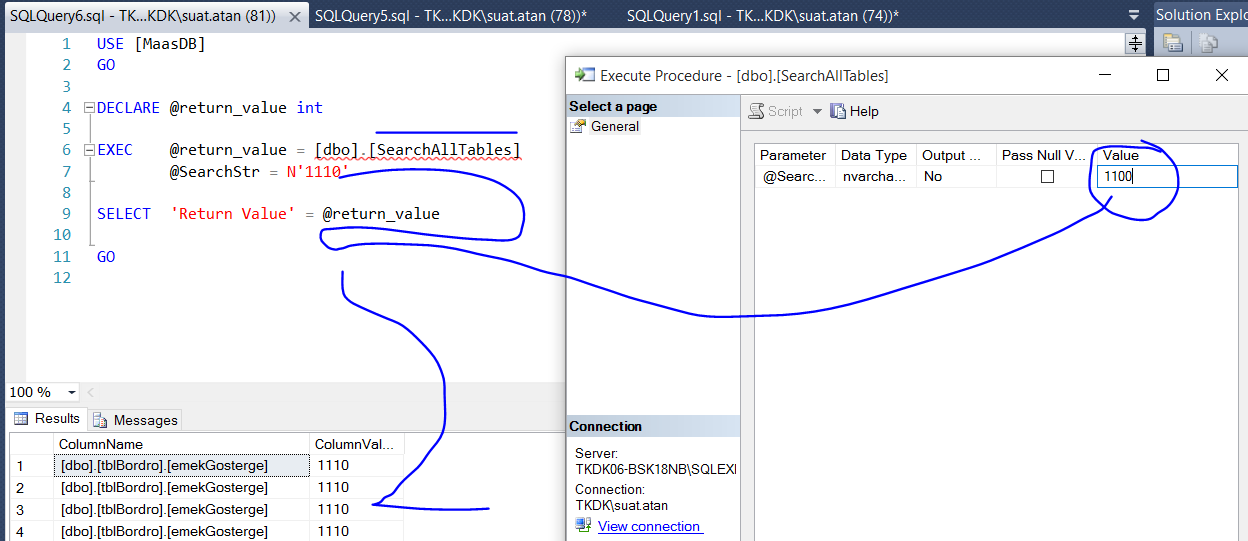 SQLQuery6.sql - TK...KDK\suat.atan (81)) SQLQuery5.sql - TK...KDK\suat.atan (78))* SQLQuery1.sql - TK...KDK\suat.atan (74))* Solution Explo
1 USE [MaasDB]
2 GO
3
4 DECLARE @return_value int
5
6 EXEC @return_value = [dbo].[SearchAllTables]
7 @SearchStr = N'1110'
8
9 SELECT 'Return Value' = @return_value
10
11 GO
12
100 %
Results Messages
ColumnName ColumnVal...
1 [dbo].[tblBordro].[emekGosterge] 1110
2 [dbo].[tblBordro].[emekGosterge] 1110
3 [dbo].[tblBordro].[emekGosterge] 1110
4 [dbo].[tblBordro].[emekGosterge] 1110
Execute Procedure - [dbo].[SearchAllTables]
Select a page
General
Script Help
Parameter Data Type Output ... Pass Null V... Value
@Searc... nvarcha... No 1100
Connection
Server:
TKDK06-BSK18NB\SQLEXI
Connection:
TKDK\suat.atan
View connection